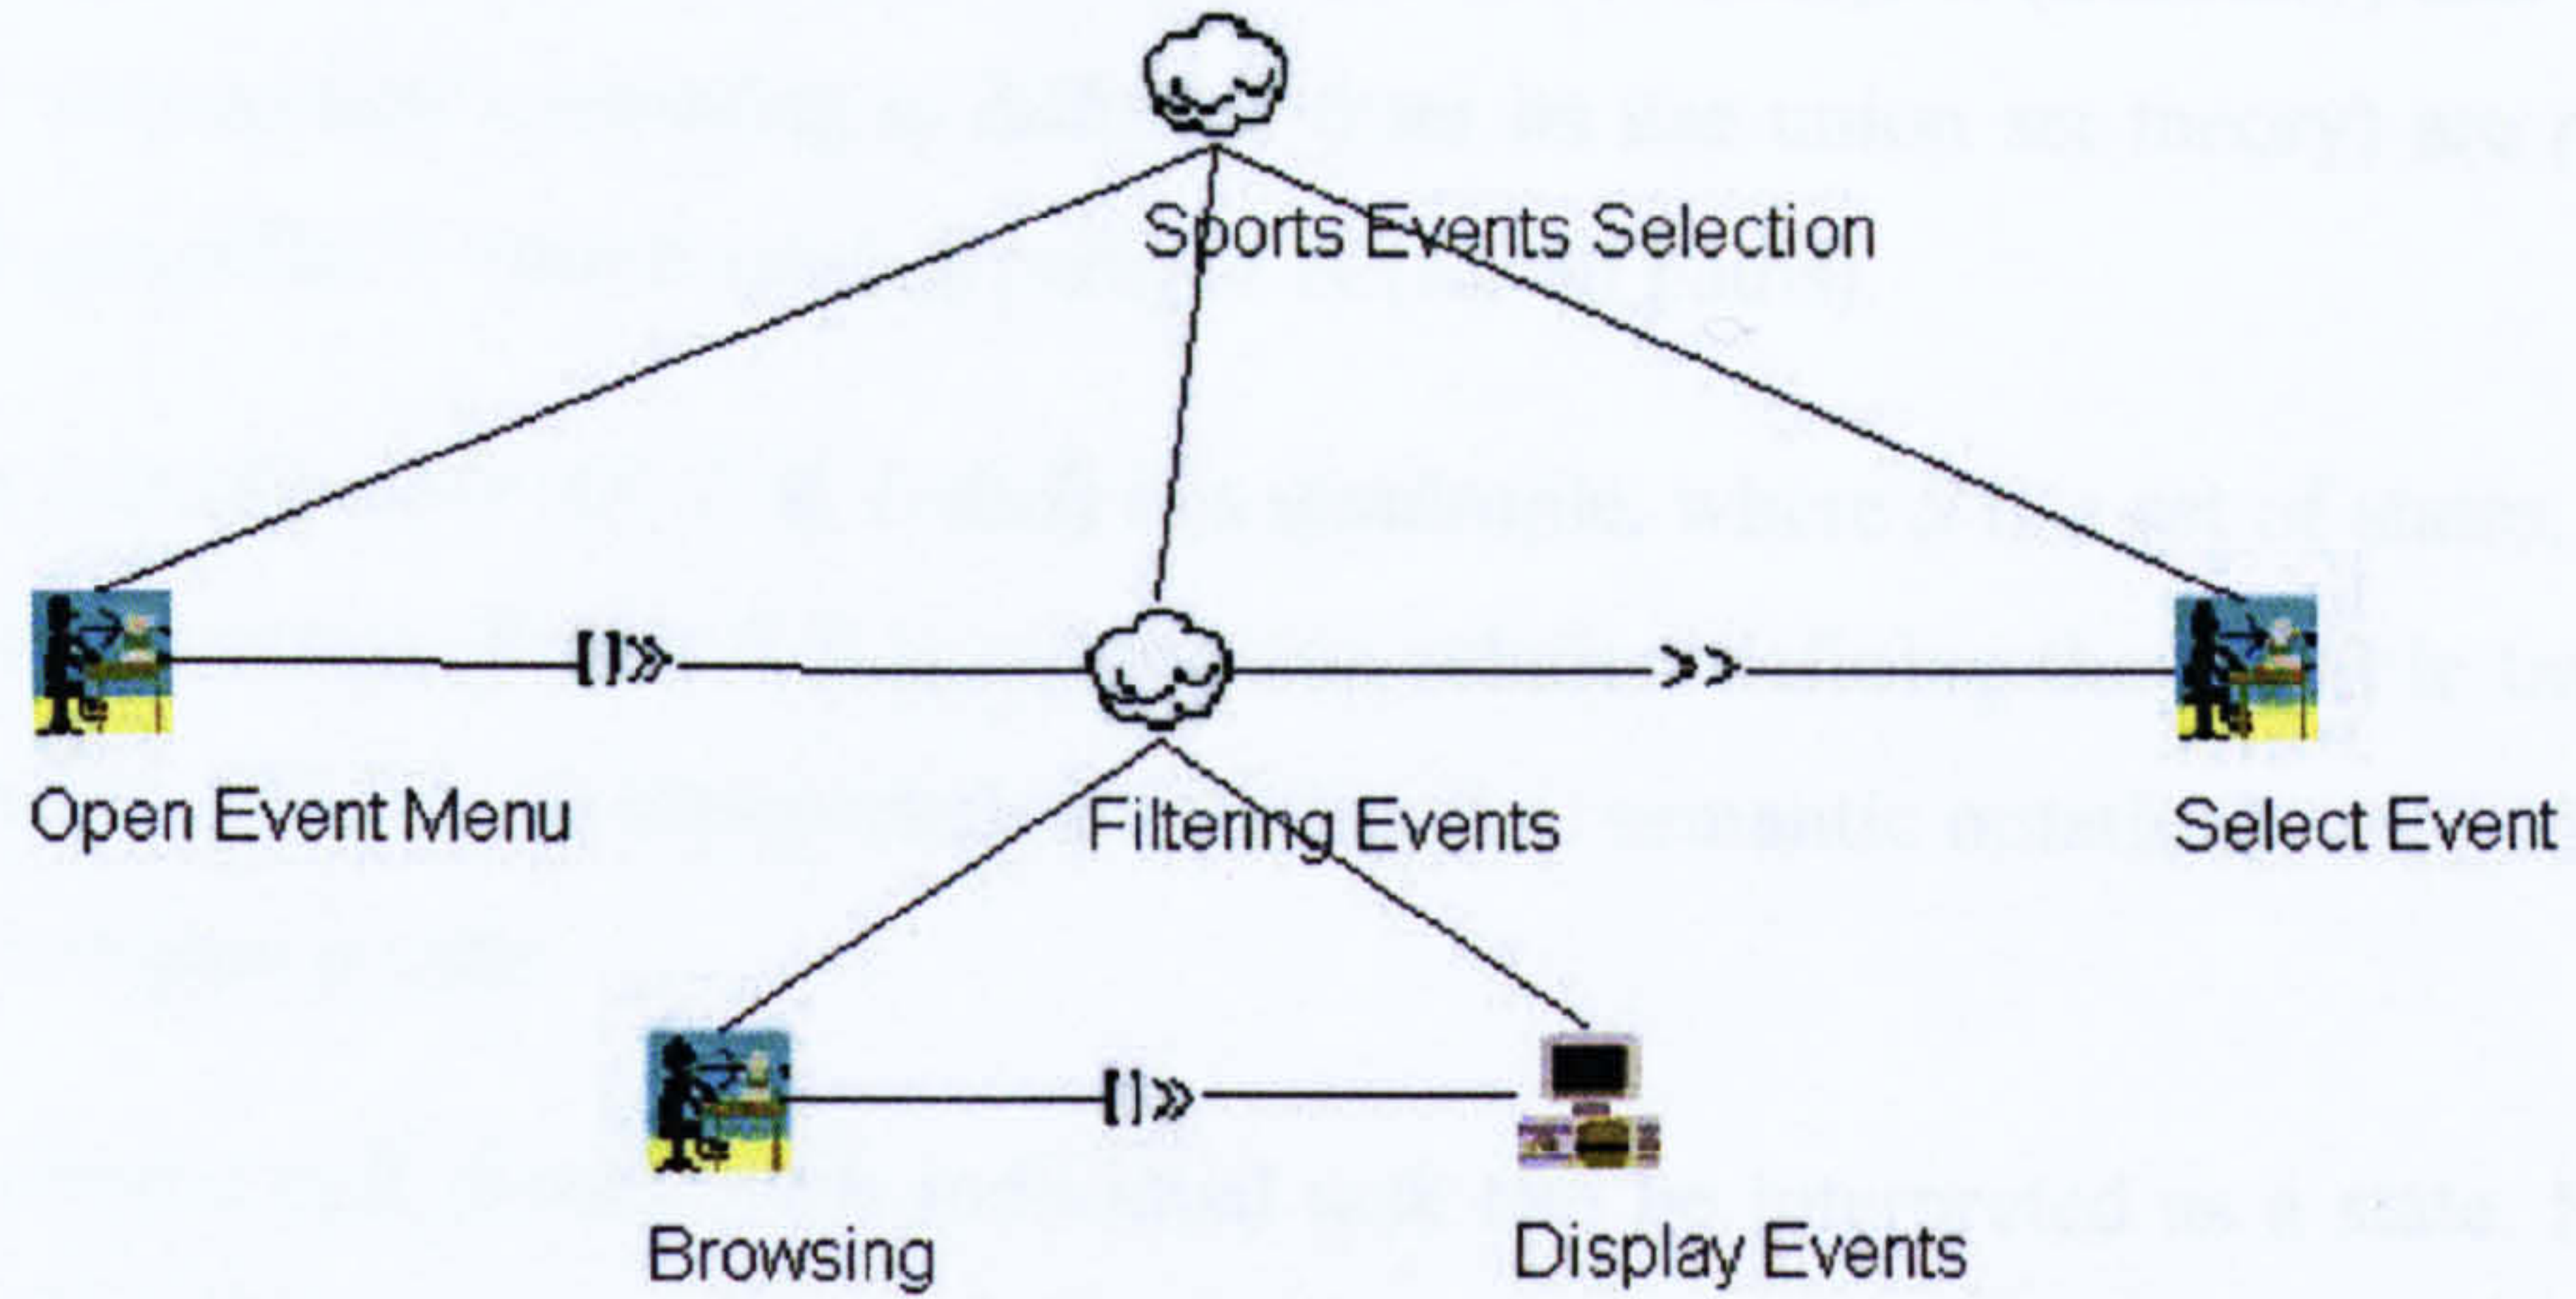 Sports Events Selection
[]>>
>>
Open Event Menu
Filtering Events
Select Event
[]>>
Browsing
Display Events